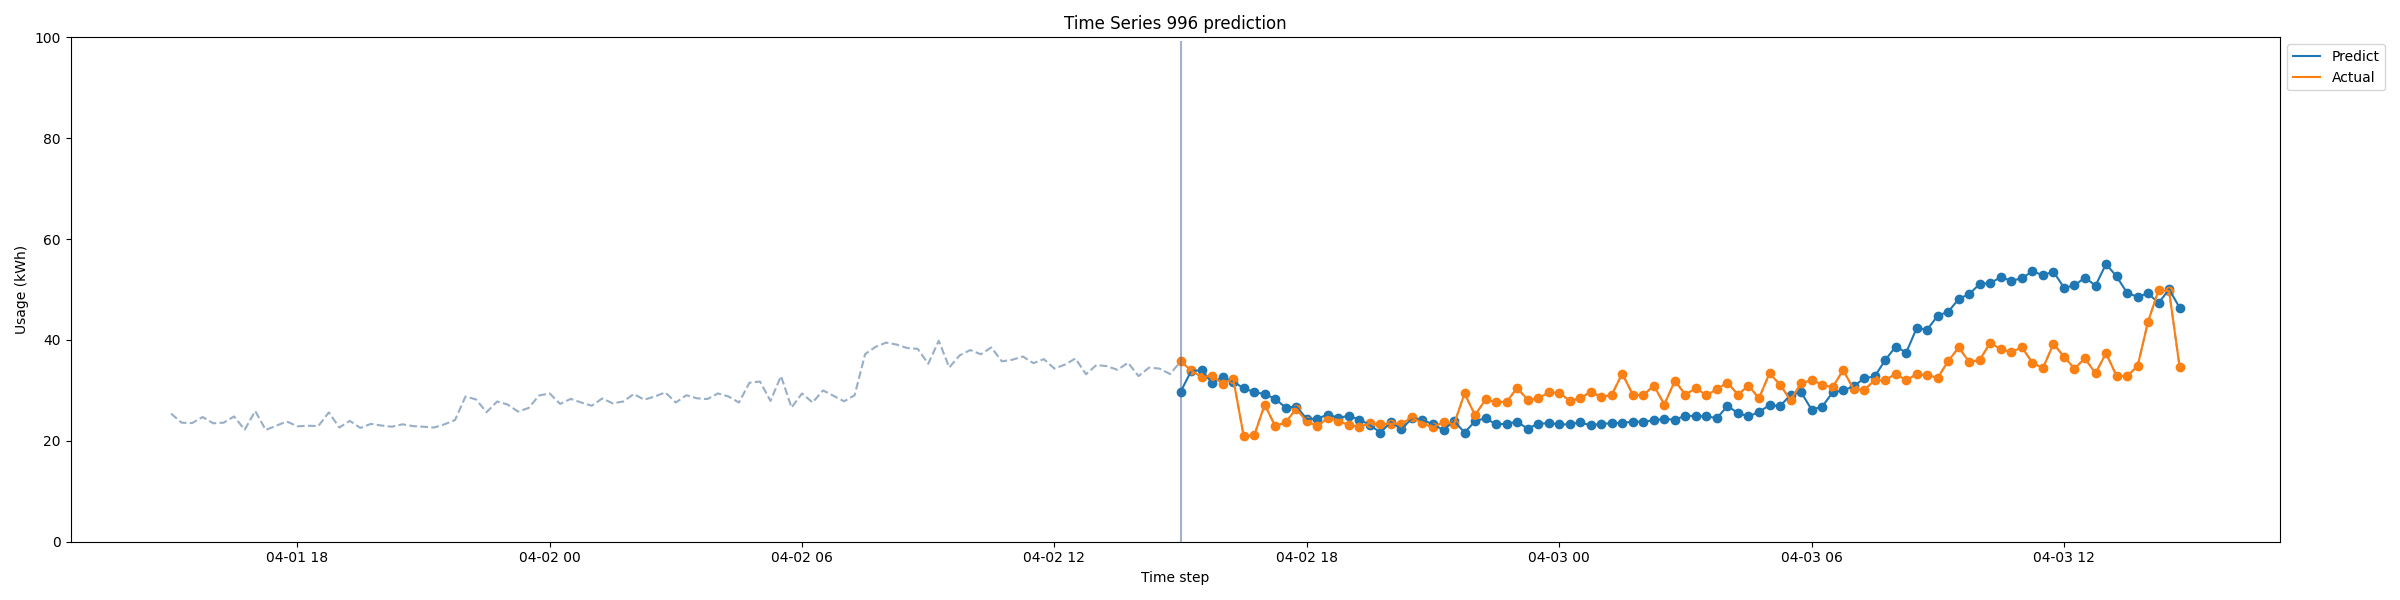 Time Series 996 prediction
100
80
60
40
20
0
Usage (kWh)
04-01 18
04-02 00
04-02 06
04-02 12
04-02 18
04-03 00
04-03 06
04-03 12
Time step
Predict
Actual